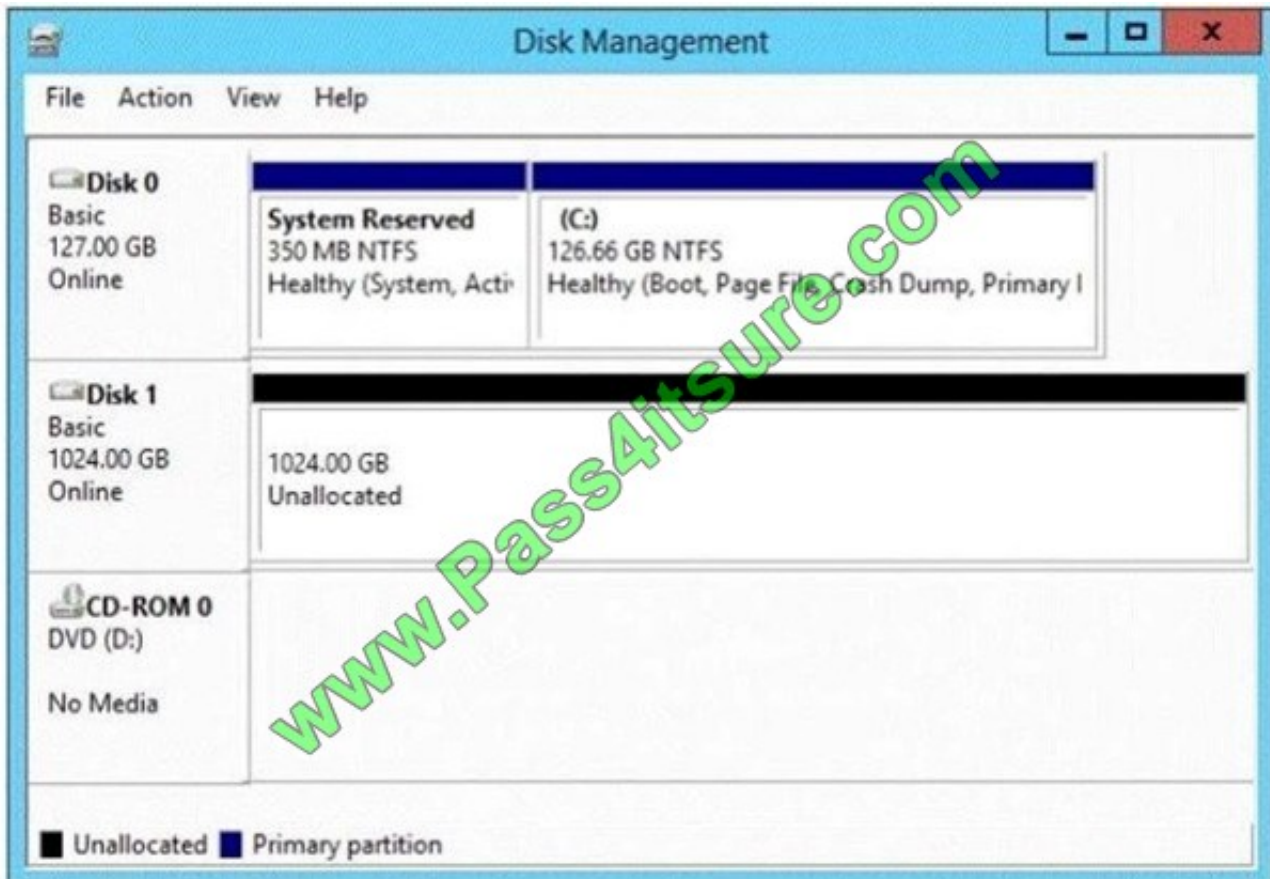 Disk Management
File Action View Help
Disk 0
Basic
127.00 GB
Online
System Reserved
350 MB NTFS
Healthy (System, Acti
(C:)
126.66 GB NTFS
Healthy (Boot, Page File, Crash Dump, Primary
Disk 1
Basic
1024.00 GB
Online
1024.00 GB
Unallocated
CD-ROM 0
DVD (D:)
No Media
Unallocated Primary partition
www.Pass4itsure.com